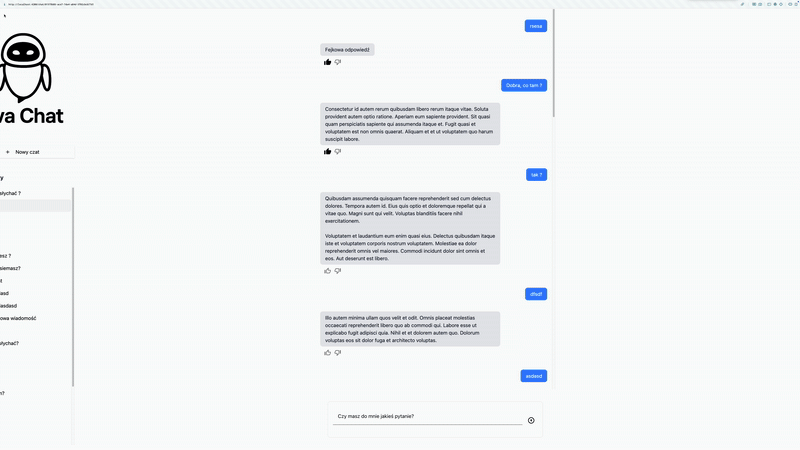 reesa
Fejkowa odpowiedź
Dobra, co tam ?
va Chat
Consectetur id autem rerum quibusdam libero rerum itaque vitae. Soluta
provident autem optio ratione. Aperiam eum sapiente provident. Sit quasi
quam perspiciatis sapiente qui assumenda itaque et. Fugit quasi et
voluptatem est non omnis quaerat. Aliquam et et ut voluptatem quo harum
suscipit labore.
+ Nowy czat
tak ?
y
słychać ?
Quibusdam assumenda quisquam facere reprehenderit sed cum delectus
dolores. Tempora autem id. Eius quis optio et doloremque repellat qui a
vitae quo. Magni sunt qui velit. Voluptas blanditiis facere nihil
exercitationem.
Voluptatem et laudantium eum enim quasi eius. Delectus quibusdam itaque
iste et voluptatem corporis nostrum voluptatem. Molestiae ea dolor
reprehenderit omnis vel maiores. Commodi incidunt dolor sint omnis et
eos. Aut deserunt est libero.
esz ?
siemasz?
asd
asdasd
owa wiadomość
dfsdf
Illo autem minima ullam quos velit et odit. Omnis placeat molestias
occaecati reprehenderit libero quo ab commodi qui. Labore esse ut
explicabo fugit adipisci quia. Nihil et et dolorem autem quo. Dolorum
voluptas eos sit dolor fuga et architecto voluptas.
słychać?
asdasd
n?
Czy masz do mnie jakieś pytanie?